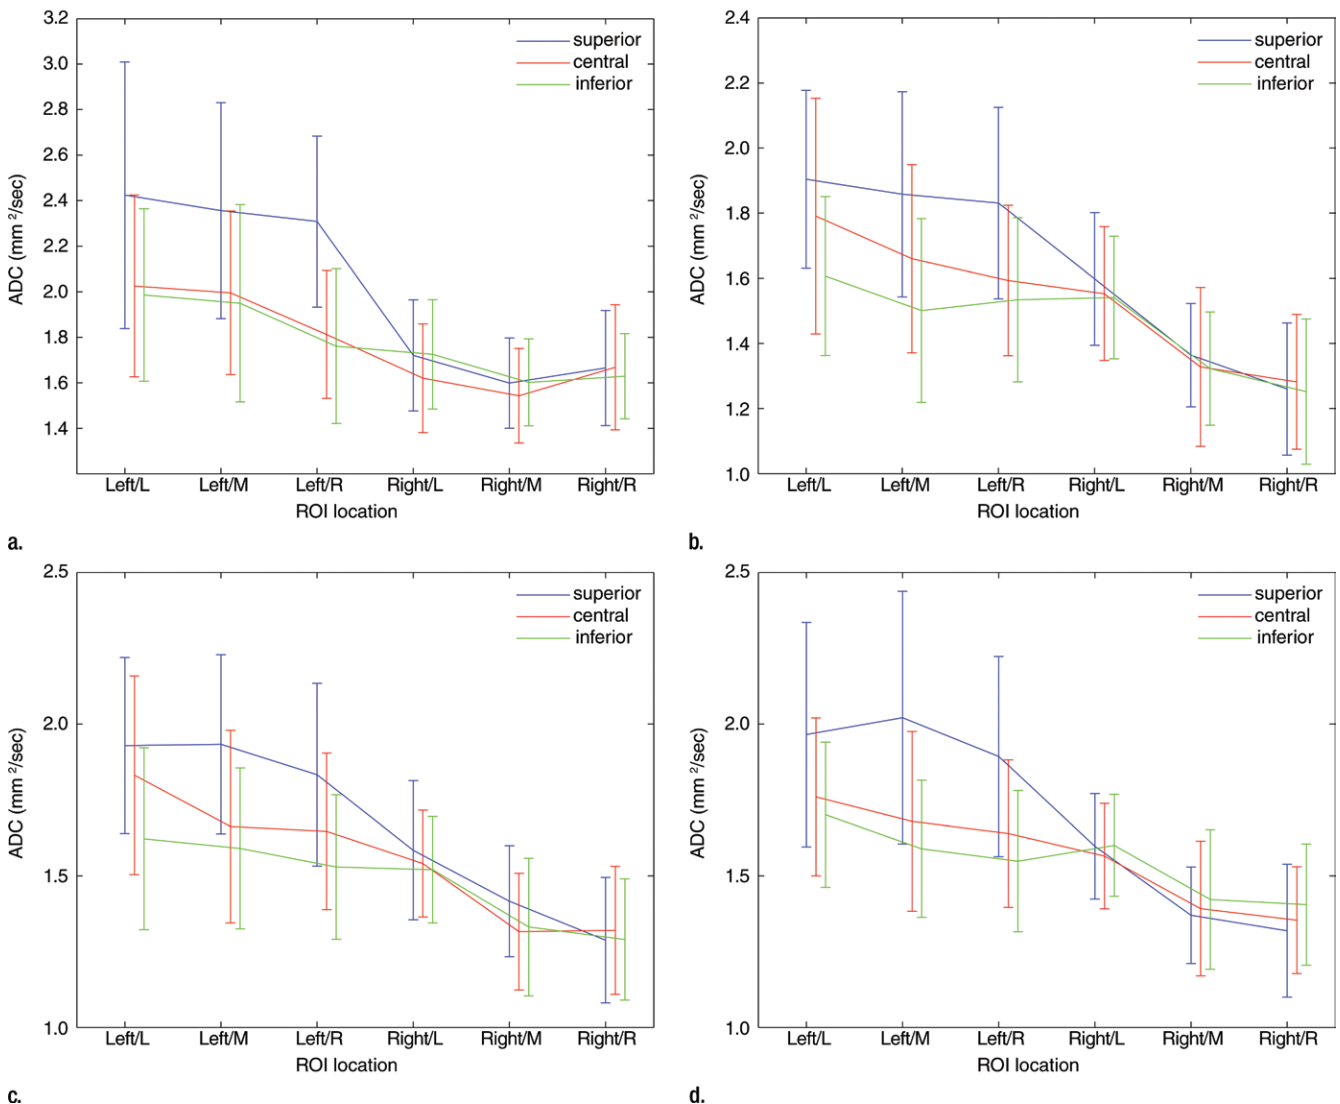 3.2
3.0
2.8
2.6
2.4
2.2
2.0
1.8
1.6
1.4
ADC (mm ²/sec)
superior
central
inferior
Left/L Left/M Left/R Right/L Right/M Right/R
ROI location
a.
2.4
2.2
2.0
1.8
1.6
1.4
1.2
1.0
ADC (mm ²/sec)
superior
central
inferior
Left/L Left/M Left/R Right/L Right/M Right/R
ROI location
b.
2.5
2.0
1.5
1.0
ADC (mm ²/sec)
superior
central
inferior
Left/L Left/M Left/R Right/L Right/M Right/R
ROI location
c.
2.5
2.0
1.5
1.0
ADC (mm ²/sec)
superior
central
inferior
Left/L Left/M Left/R Right/L Right/M Right/R
ROI location
d.